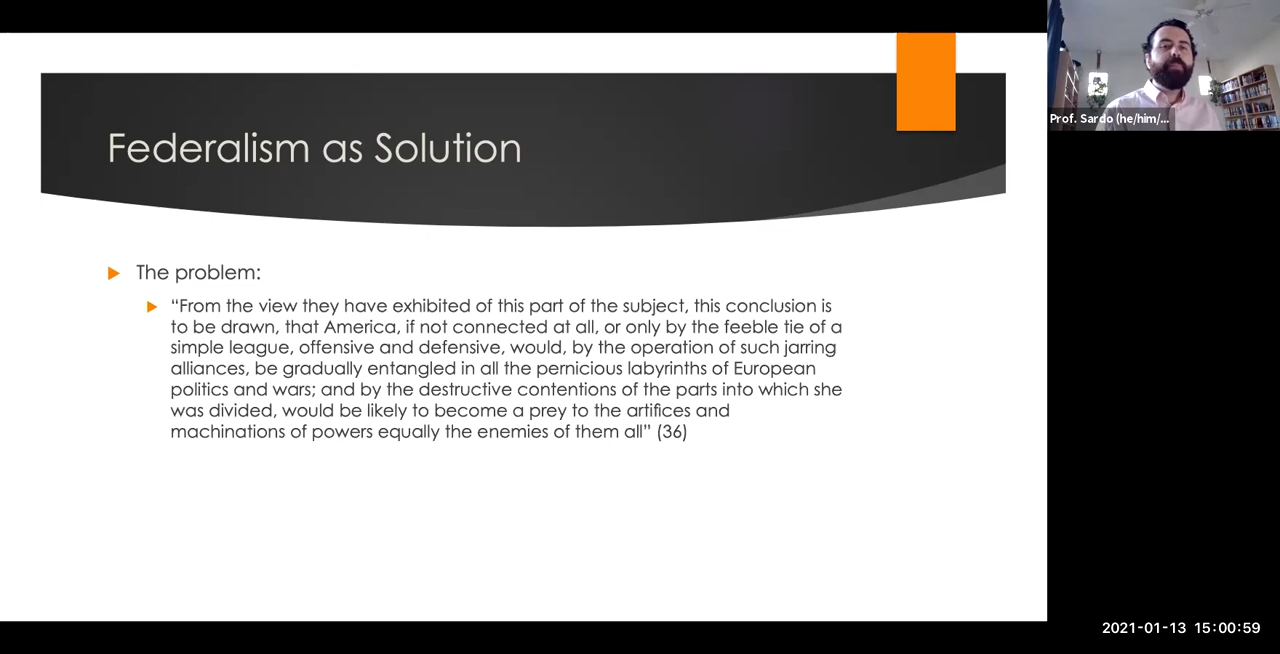 Federalism as Solution
The problem:
“From the view they have exhibited of this part of the subject, this conclusion is
to be drawn, that America, if not connected at all, or only by the feeble tie of a
simple league, offensive and defensive, would, by the operation of such jarring
alliances, be gradually entangled in all the pernicious labyrinths of European
politics and wars; and by the destructive contentions of the parts into which she
was divided, would be likely to become a prey to the artifices and
machinations of powers equally the enemies of them all” (36)
Prof. Sardo (he/him/...
2021-01-13 15:00:59